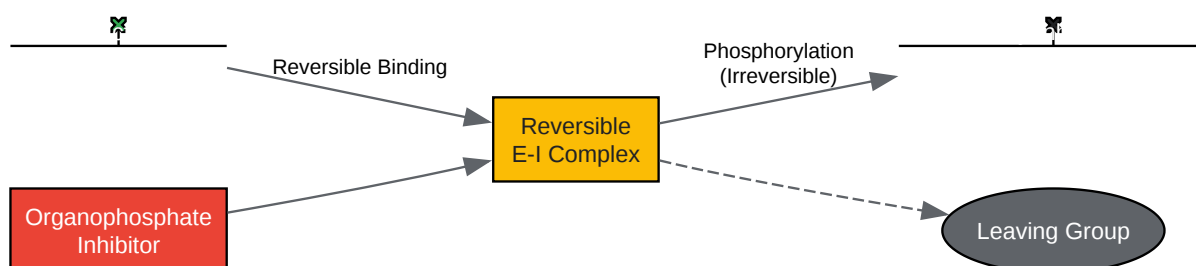 Reversible Binding
Phosphorylation
(Irreversible)
Reversible
E-I Complex
Organophosphate
Inhibitor
Leaving Group